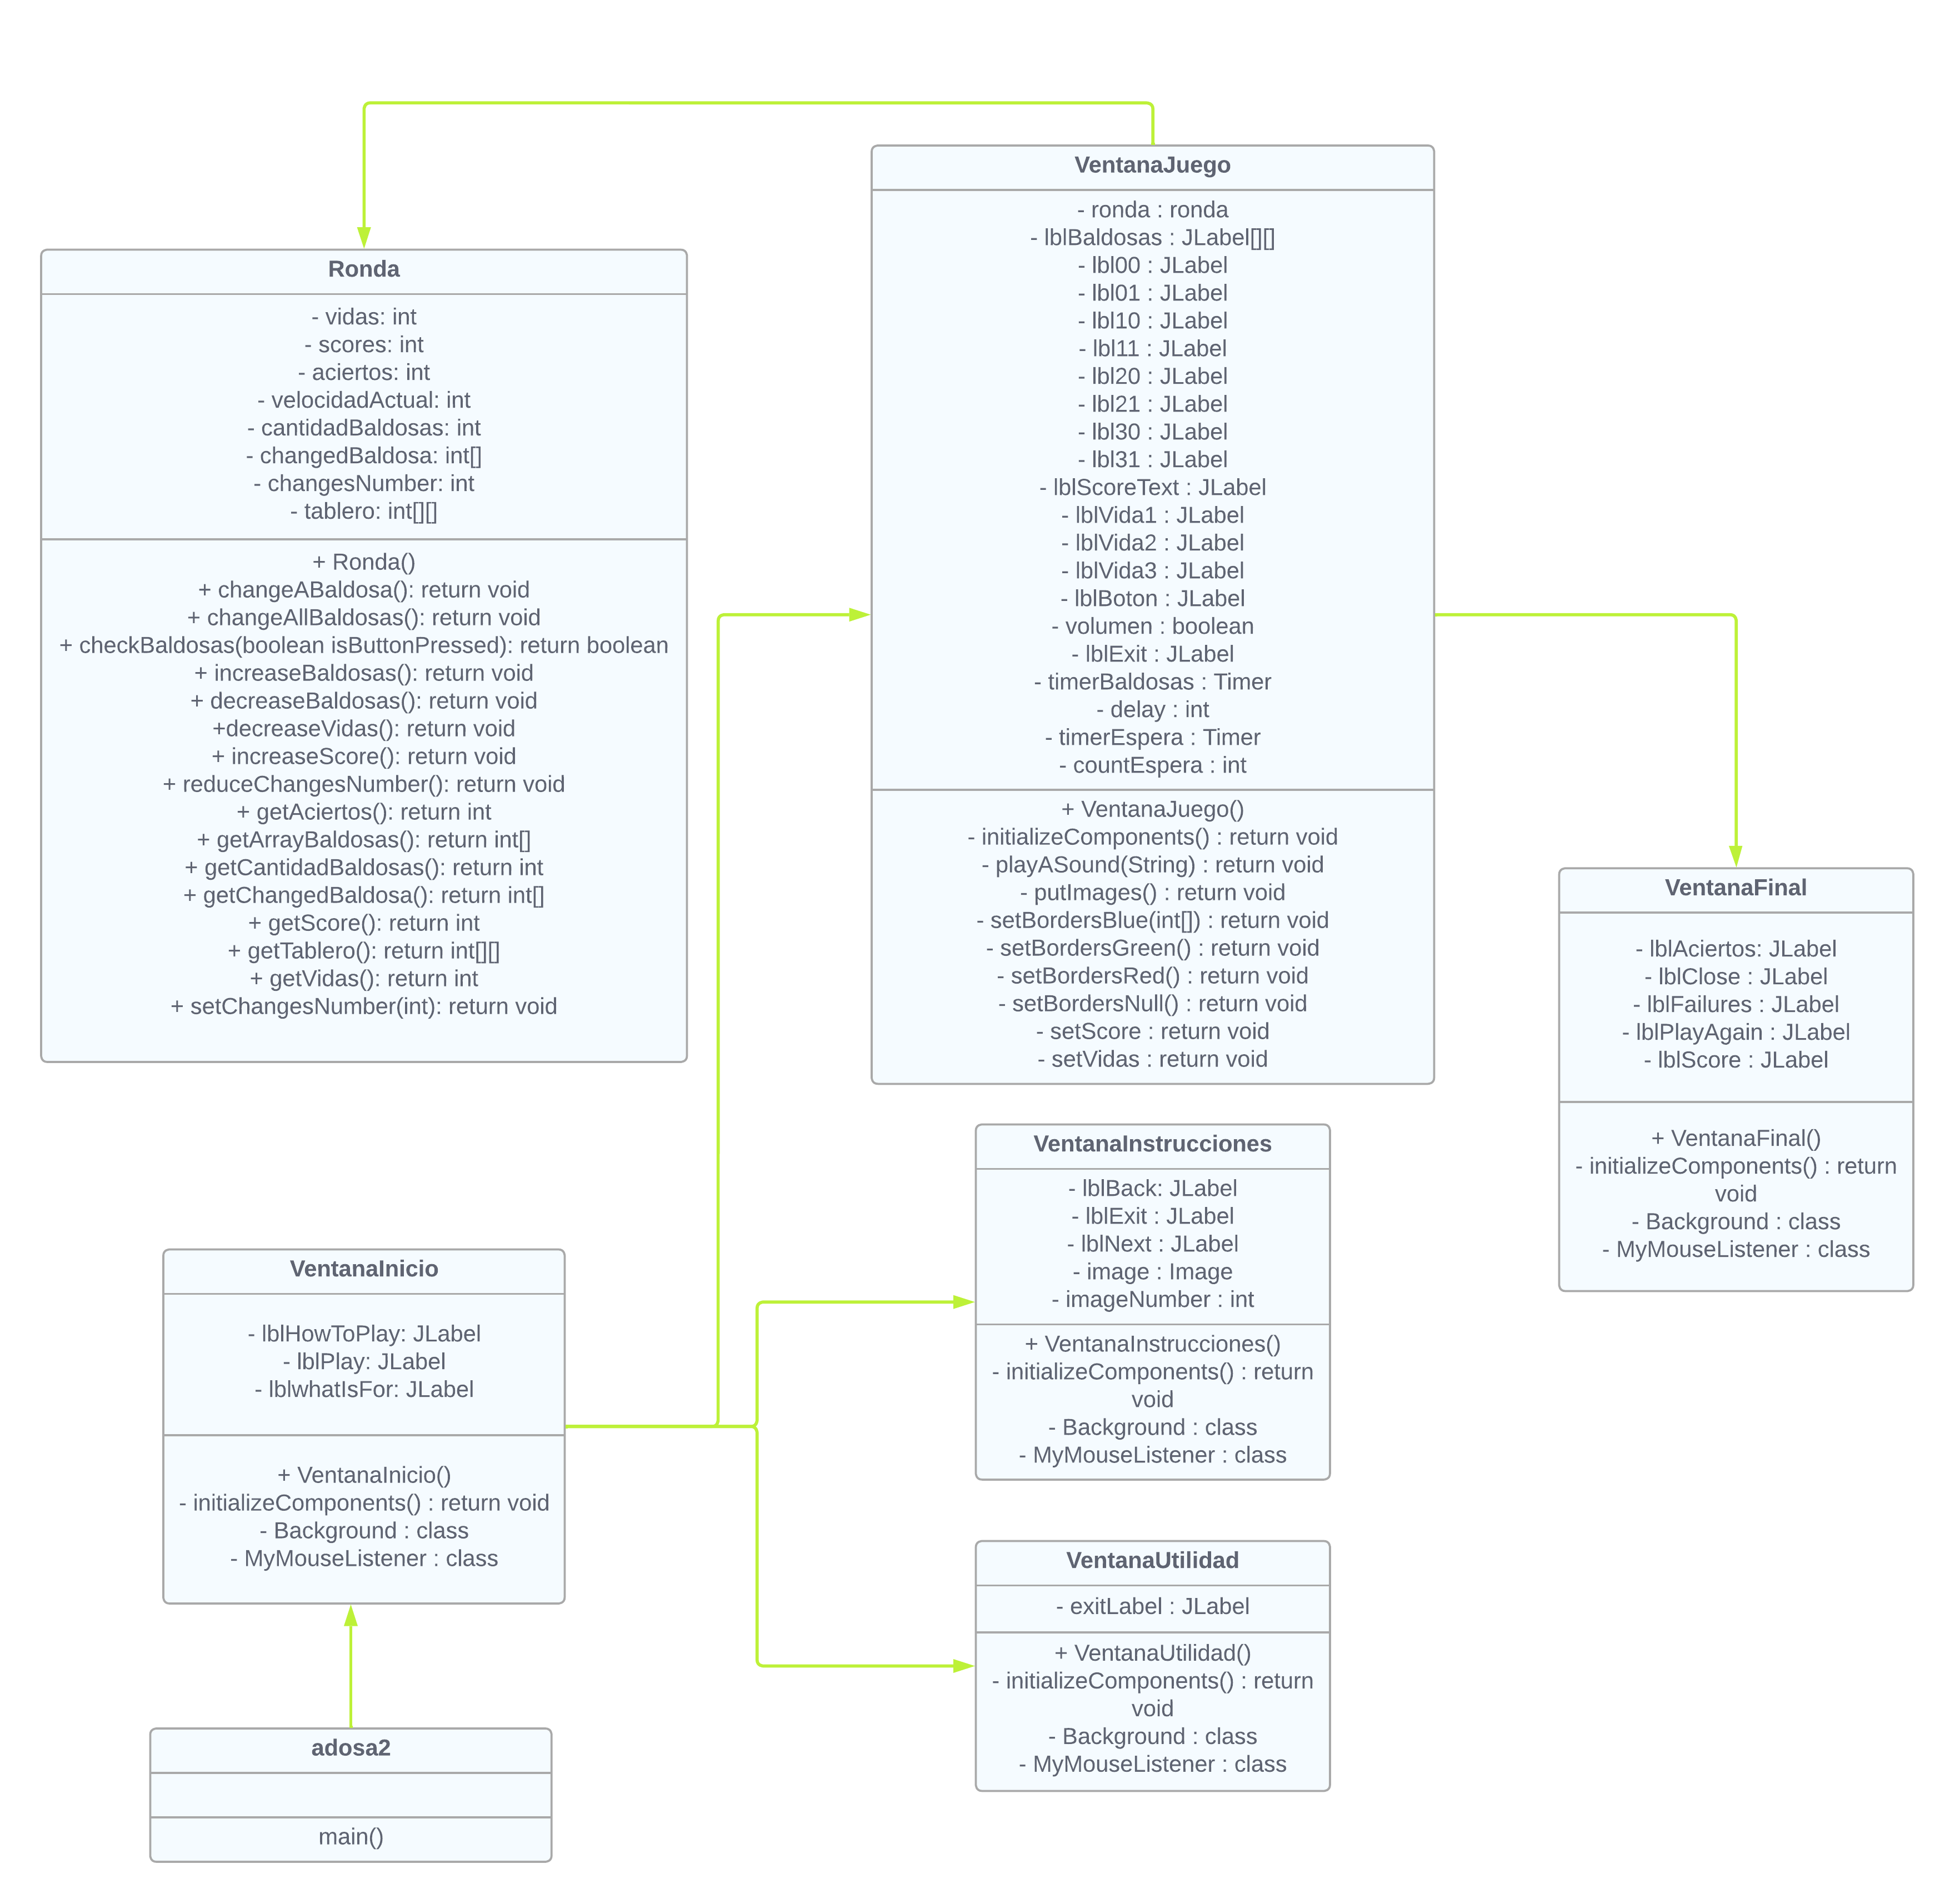 VentanaJuego
- ronda : ronda
- lblBaldosas : JLabel[][]
- lbl00 : JLabel
- lbl01 : JLabel
- lbl10 : JLabel
- lbl11 : JLabel
- lbl20 : JLabel
- lbl21 : JLabel
- lbl30 : JLabel
- lbl31 : JLabel
- lblScoreText : JLabel
- lblVida1 : JLabel
- lblVida2 : JLabel
- lblVida3 : JLabel
- lblBoton : JLabel
- volumen : boolean
- lblExit : JLabel
- timerBaldosas : Timer
- delay : int
- timerEspera : Timer
- countEspera : int
+ VentanaJuego()
- initializeComponents() : return void
- playASound(String) : return void
- putImages() : return void
- setBordersBlue(int[]) : return void
- setBordersGreen() : return void
- setBordersRed() : return void
- setBordersNull() : return void
- setScore : return void
- setVidas : return void
Ronda
- vidas: int
- scores: int
- aciertos: int
- velocidadActual: int
- cantidadBaldosas: int
- changedBaldosa: int[]
- changesNumber: int
- tablero: int[][]
+ Ronda()
+ changeABaldosa(): return void
+ changeAllBaldosas(): return void
+ checkBaldosas(boolean isButtonPressed): return boolean
+ increaseBaldosas(): return void
+ decreaseBaldosas(): return void
+decreaseVidas(): return void
+ increaseScore(): return void
+ reduceChangesNumber(): return void
+ getAciertos(): return int
+ getArrayBaldosas(): return int[]
+ getCantidadBaldosas(): return int
+ getChangedBaldosa(): return int[]
+ getScore(): return int
+ getTablero(): return int[][]
+ getVidas(): return int
+ setChangesNumber(int): return void
VentanaFinal
- lblAciertos: JLabel
- lblClose : JLabel
- lblFailures : JLabel
- lblPlayAgain : JLabel
- lblScore : JLabel
+ VentanaFinal()
- initializeComponents() : return
void
- Background : class
- MyMouseListener : class
VentanaInstrucciones
- lblBack: JLabel
- lblExit : JLabel
- lblNext : JLabel
- image : Image
- imageNumber : int
+ VentanaInstrucciones()
- initializeComponents() : return
void
- Background : class
- MyMouseListener : class
VentanaInicio
- lblHowToPlay: JLabel
- lblPlay: JLabel
- lblwhatIsFor: JLabel
+ VentanaInicio()
- initializeComponents() : return void
- Background : class
- MyMouseListener : class
VentanaUtilidad
- exitLabel : JLabel
+ VentanaUtilidad()
- initializeComponents() : return
void
- Background : class
- MyMouseListener : class
adosa2
main()